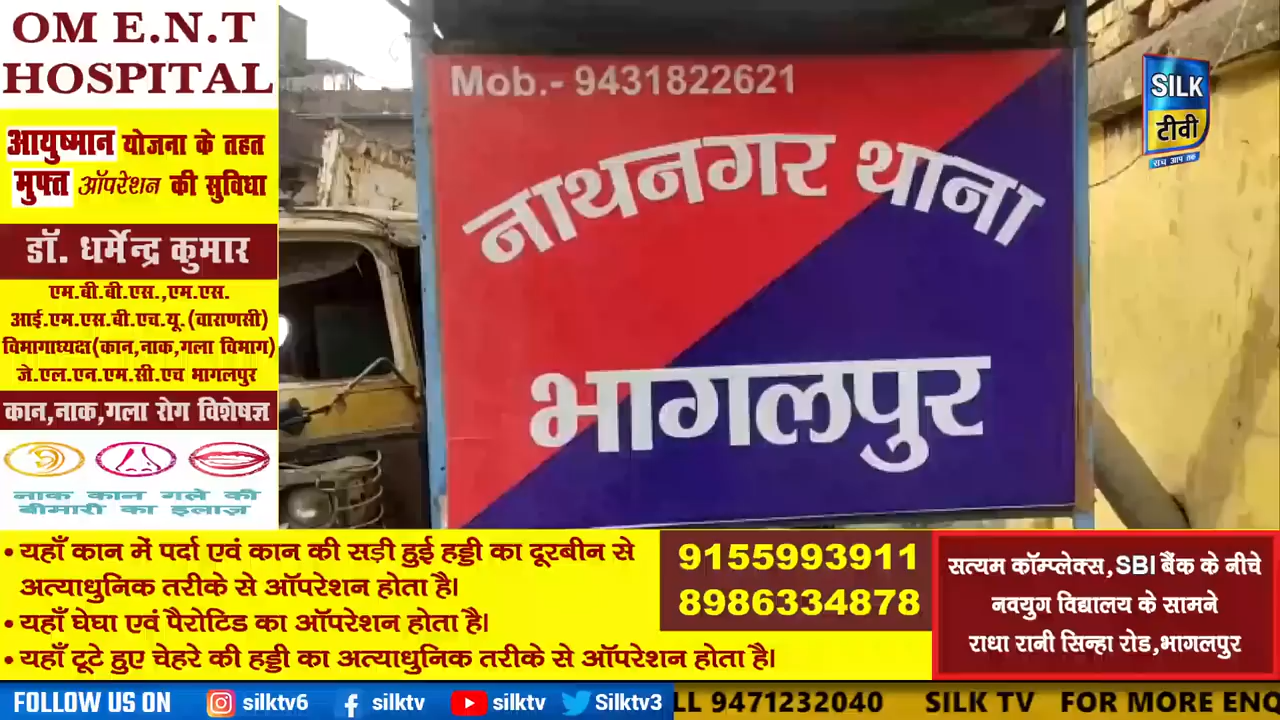 OM E.N.T
HOSPITAL
आयुष्मान योजना के तहत
मुफ्त ऑपरेशन की सुविधा
डॉ. धर्मेन्द्र कुमार
एम.बी.बी.एस.,एम.एस.
आई.एम.एस.बी.एच.यू.(वाराणसी)
विभागाध्यक्ष(कान,नाक,गला विभाग)
जे.एल.एन.एम.सी.एच भागलपुर
कान,नाक,गला रोग विशेषज्ञ
नाक कान गले की
बीमारी का इलाज़
Mob.- 9431822621
नाथनगर थाना
भागलपुर
SILK
टीवी
सच आप तक
• यहाँ कान में पर्दा एवं कान की सड़ी हुई हड्डी का दूरबीन से
अत्याधुनिक तरीके से ऑपरेशन होता है।
• यहाँ घेघा एवं पैरोटिड का ऑपरेशन होता है।
• यहाँ टूटे हुए चेहरे की हड्डी का अत्याधुनिक तरीके से ऑपरेशन होता है।
9155993911
8986334878
सत्यम कॉम्प्लेक्स,SBI बैंक के नीचे
नवयुग विद्यालय के सामने
राधा रानी सिन्हा रोड,भागलपुर
FOLLOW US ON silktv6 silktv silktv Silktv3 LL 9471232040 SILK TV FOR MORE ENQ